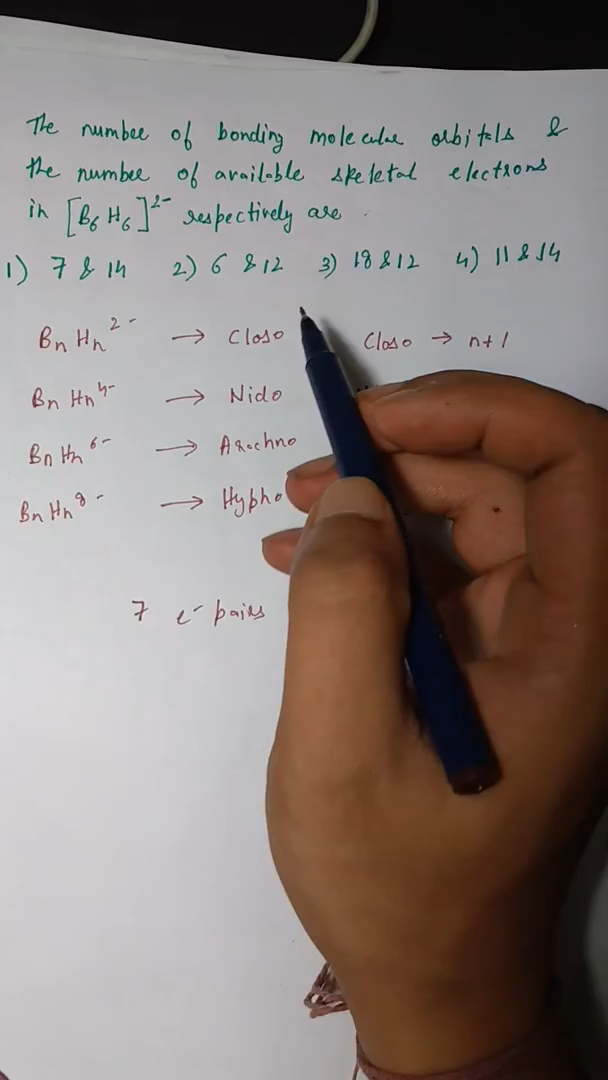 The number of bonding molecular orbitals &
the number of available skeletal electrons
in [B6H6]2- respectively are .
1) 7 & 14 2) 6 & 12 3) 18 & 12 4) 11 & 14
BnHn2- → Closo Closo → n+1
BnHn4- → Nido
BnHn6- → Arachno
BnHn8- → Hypho
7 e- pairs